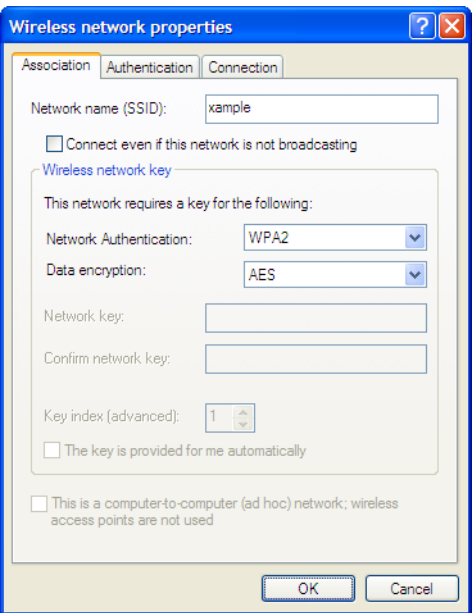 Wireless network properties
Association Authentication Connection
Network name (SSID): xample
Connect even if this network is not broadcasting
Wireless network key
This network requires a key for the following:
Network Authentication: WPA2
Data encryption: AES
Network key:
Confirm network key:
Key index (advanced): 1
The key is provided for me automatically
This is a computer-to-computer (ad hoc) network; wireless
access points are not used
OK Cancel